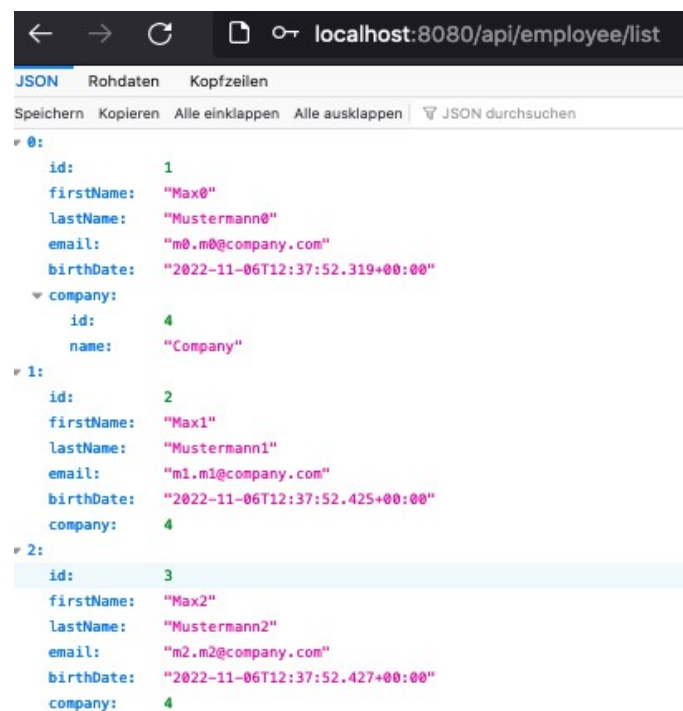 localhost:8080/api/employee/list
JSON Rohdaten Kopfzeilen
Speichern Kopieren Alle einklappen Alle ausklappen JSON durchsuchen
0:
id: 1
firstName: "Max0"
lastName: "Mustermann0"
email: "m0.m0@company.com"
birthDate: "2022-11-06T12:37:52.319+00:00"
company:
id: 4
name: "Company"
1:
id: 2
firstName: "Max1"
lastName: "Mustermann1"
email: "m1.m1@company.com"
birthDate: "2022-11-06T12:37:52.425+00:00"
company: 4
2:
id: 3
firstName: "Max2"
lastName: "Mustermann2"
email: "m2.m2@company.com"
birthDate: "2022-11-06T12:37:52.427+00:00"
company: 4